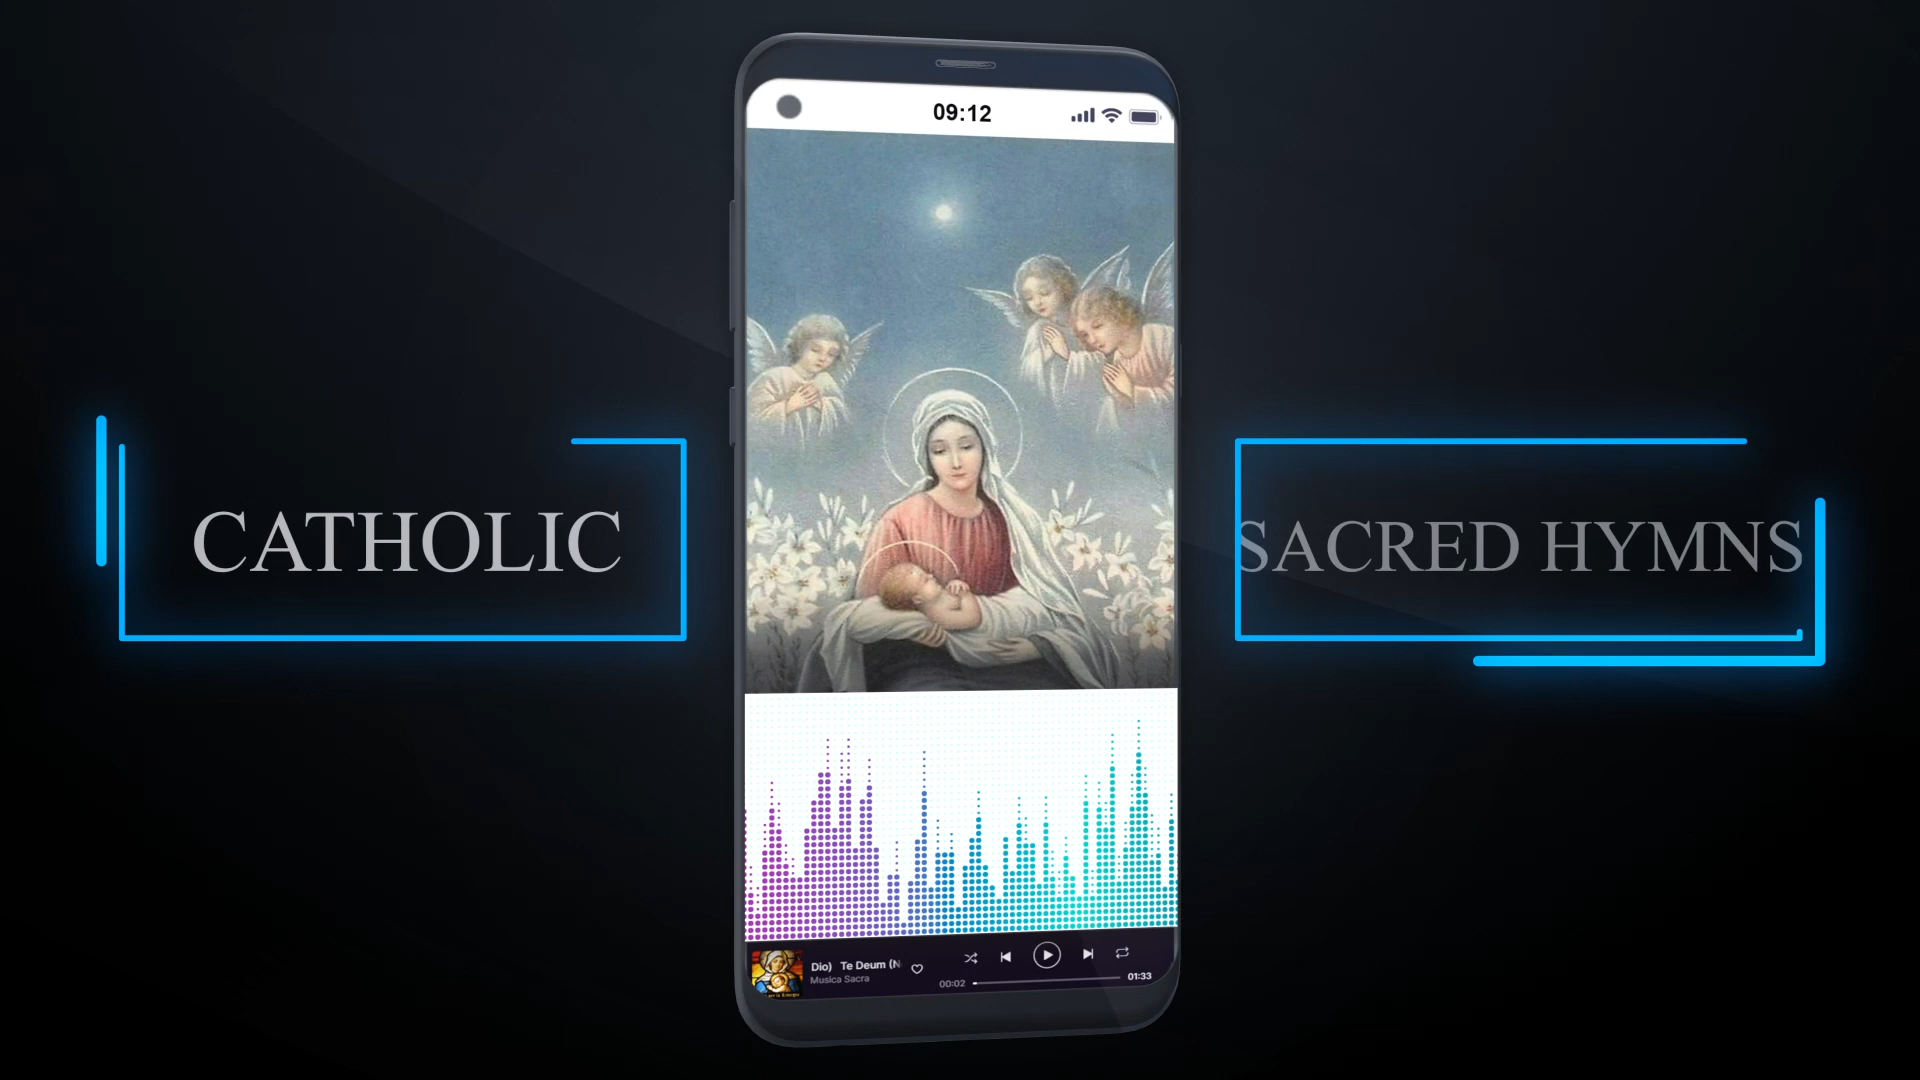 09:12
CATHOLIC
SACRED HYMNS
Dio) Te Deum (N
Musica Sacra
00:02
01:33